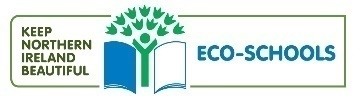 KEEP
NORTHERN
IRELAND
BEAUTIFUL
ECO-SCHOOLS